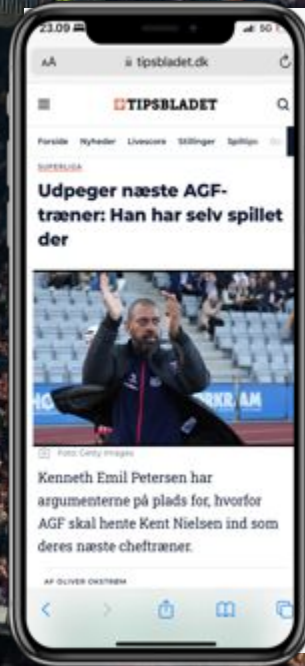 23.09
5G
AA
tipsbladet.dk
TIPSBLADET
Forside Nyheder Livescore Stillinger Spiltips
SUPERLIGA
Udpeger næste AGF-
træner: Han har selv spillet
der
Foto: Getty Images
Kenneth Emil Petersen har
argumenterne på plads for, hvorfor
AGF skal hente Kent Nielsen ind som
deres næste cheftræner.
AF OLIVER OKSTRØM